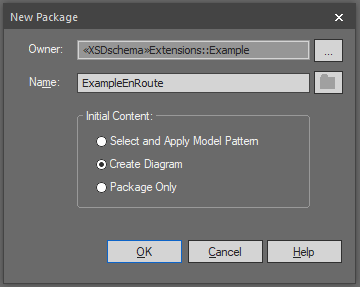 New Package
Owner: «XSDschema»Extensions::Example ...
Name: ExampleEnRoute
Initial Content:
Select and Apply Model Pattern
Create Diagram
Package Only
OK Cancel Help